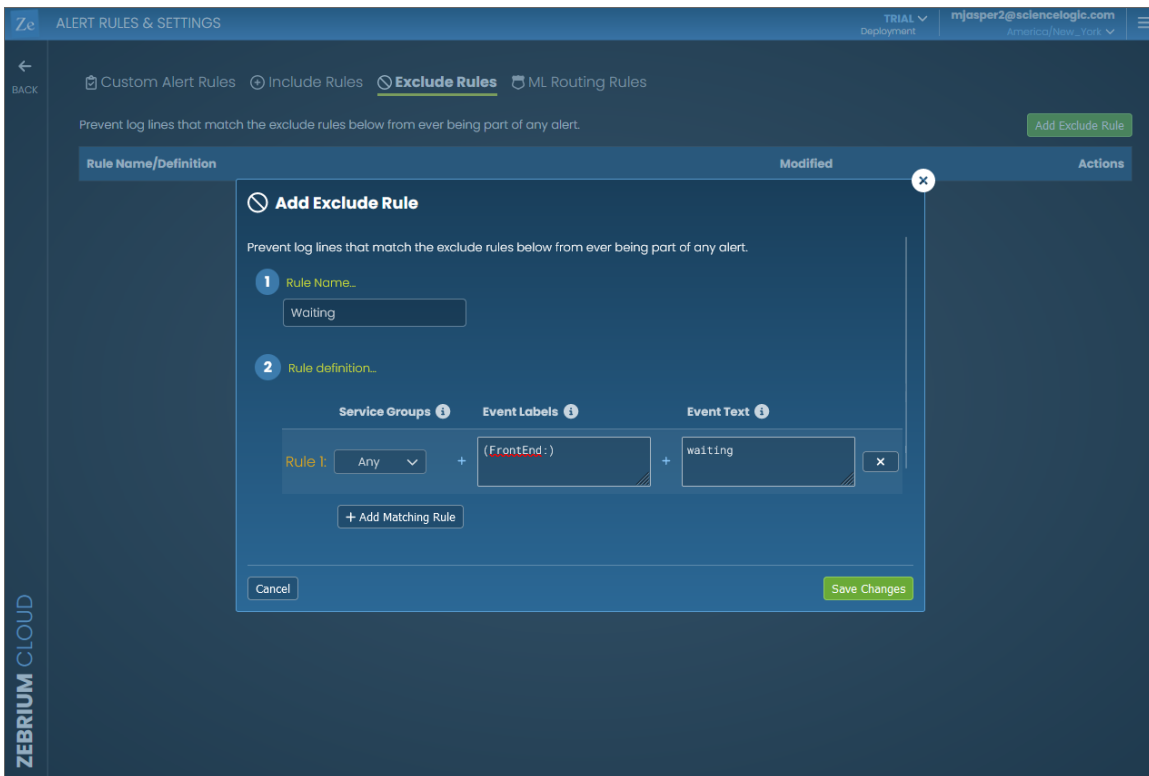 Ze ALERT RULES & SETTINGS TRIAL mjasper2@sciencelogic.com
Deployment America/New_York
BACK
Custom Alert Rules Include Rules Exclude Rules ML Routing Rules
Prevent log lines that match the exclude rules below from ever being part of any alert. Add Exclude Rule
Rule Name/Definition Modified Actions
Add Exclude Rule
Prevent log lines that match the exclude rules below from ever being part of any alert.
1 Rule Name...
Waiting
2 Rule definition...
Service Groups Event Labels Event Text
Rule 1: Any + (FrontEnd:) + waiting
+ Add Matching Rule
Cancel Save Changes
ZEBRIUM CLOUD